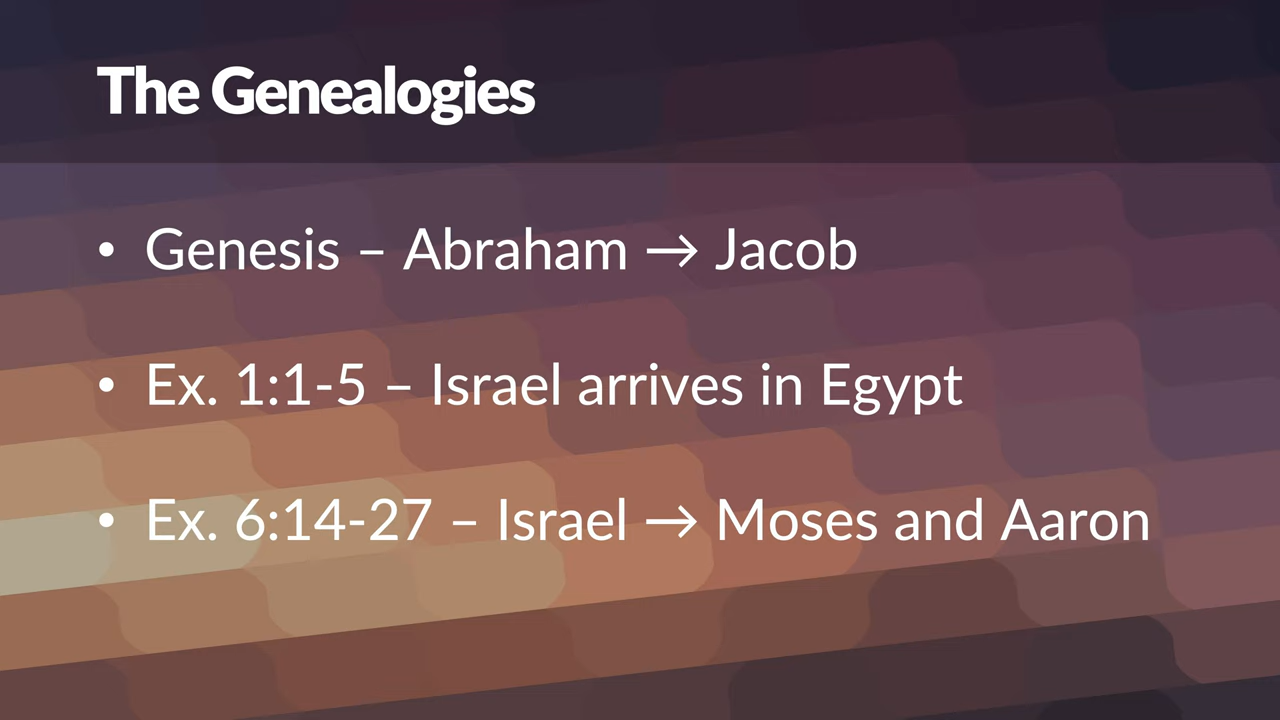 The Genealogies
• Genesis – Abraham → Jacob
• Ex. 1:1-5 – Israel arrives in Egypt
• Ex. 6:14-27 – Israel → Moses and Aaron